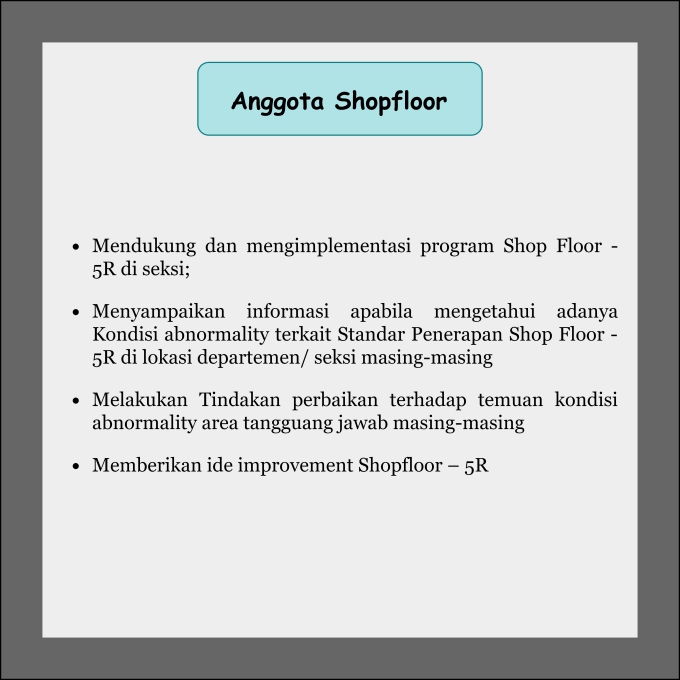 Anggota Shopfloor
• Mendukung dan mengimplementasi program Shop Floor -
5R di seksi;
• Menyampaikan informasi apabila mengetahui adanya
Kondisi abnormality terkait Standar Penerapan Shop Floor -
5R di lokasi departemen/ seksi masing-masing
• Melakukan Tindakan perbaikan terhadap temuan kondisi
abnormality area tangguang jawab masing-masing
• Memberikan ide improvement Shopfloor – 5R